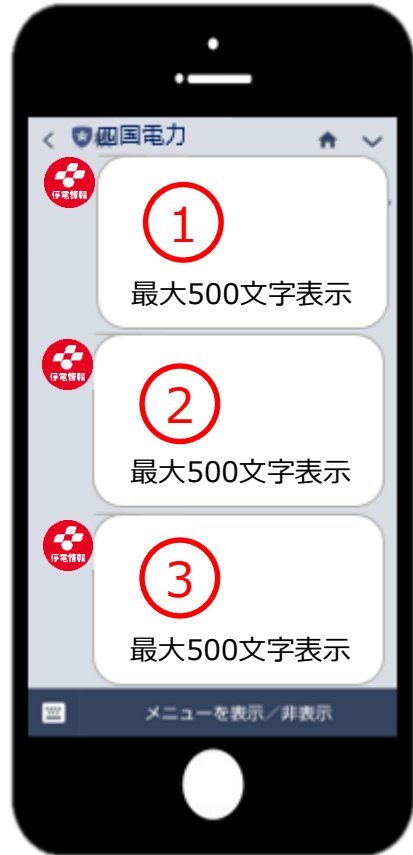 四国電力
停電情報
①
最大500文字表示
停電情報
②
最大500文字表示
停電情報
③
最大500文字表示
メニューを表示／非表示